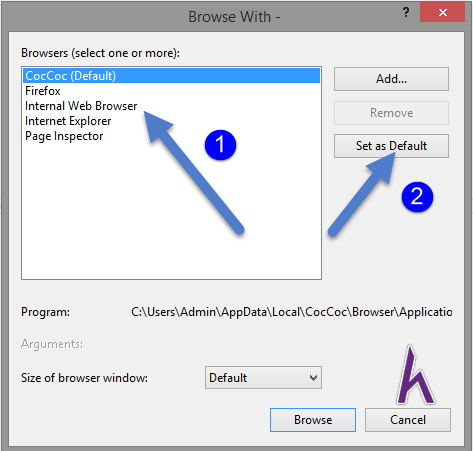 Browse With -
?
Browsers (select one or more):
CocCoc (Default)
Firefox
Internal Web Browser
Internet Explorer
Page Inspector
Add...
Remove
Set as Default
1
2
Program:
C:\Users\Admin\AppData\Local\CocCoc\Browser\Applicatio
Arguments:
Size of browser window:
Default
Browse
Cancel